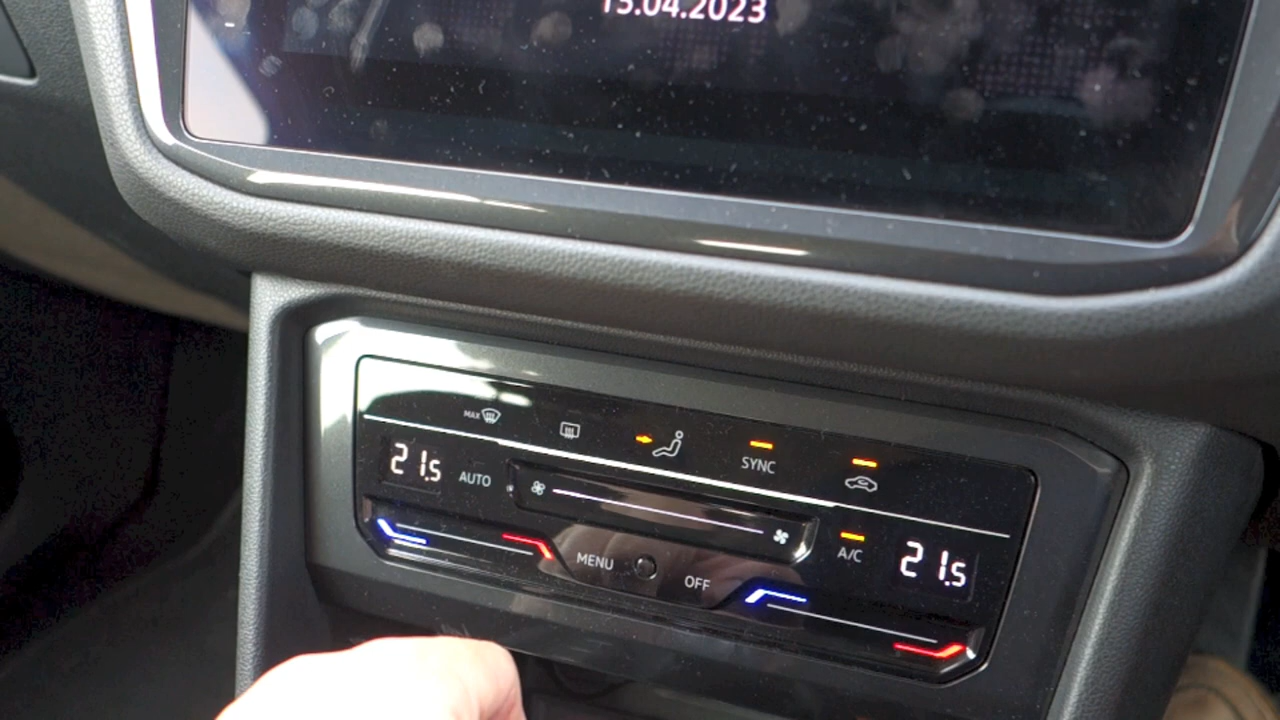 15.04.2023
MAX
SYNC
21.5 AUTO
A/C 21.5
MENU OFF